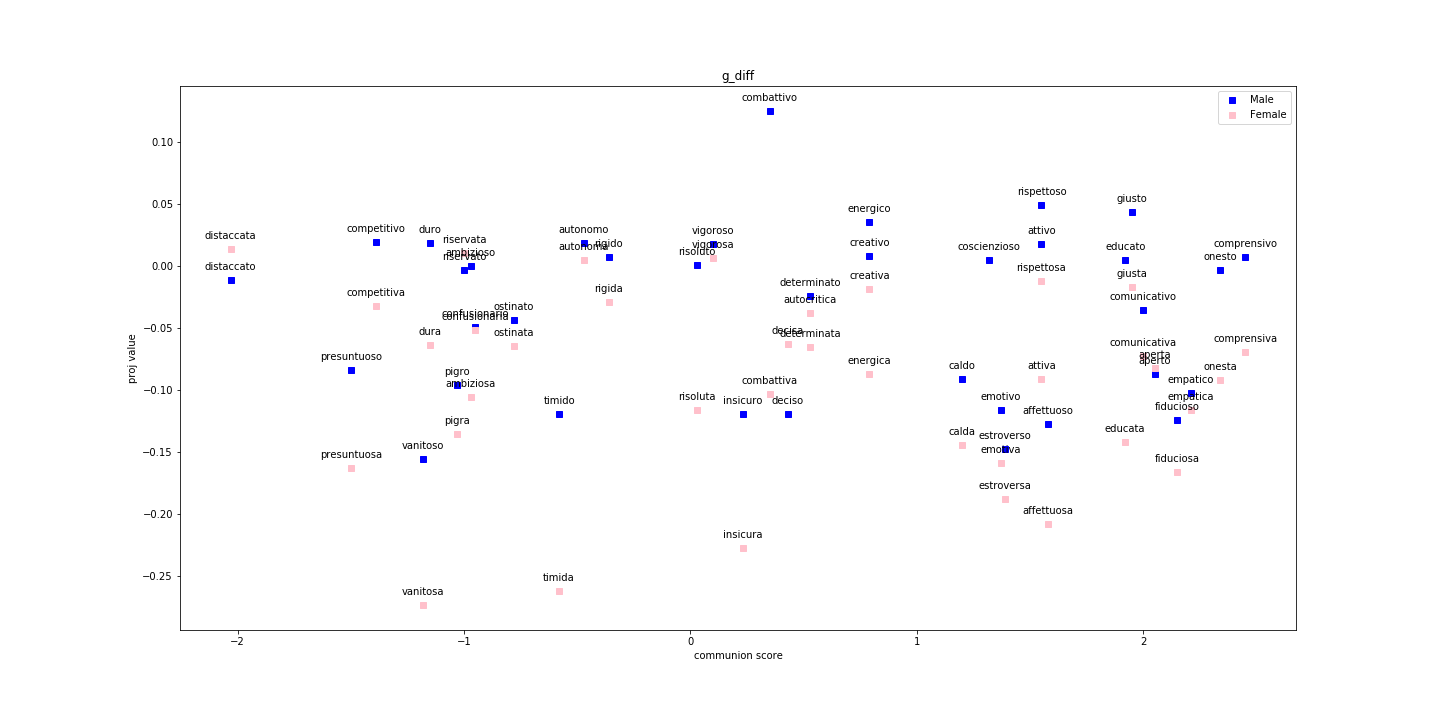 g_diff
Male
Female
proj value
0.10
0.05
0.00
−0.05
−0.10
−0.15
−0.20
−0.25
combattivo
rispettoso
giusto
energico
distaccata
competitivo
duro
autonomo
vigoroso
attivo
riservata
autonoma
rigido
vigorosa
creativo
coscienzioso
educato
comprensivo
ambizioso
risoluto
riservato
onesto
distaccato
rispettosa
creativa
giusta
determinato
competitiva
rigida
autocritica
comunicativo
ostinato
confusionario
confusionaria
dura
ostinata
decisa
determinata
comunicativa
comprensiva
aperta
aperto
presuntuoso
pigro
energica
caldo
attiva
onesta
ambiziosa
combattiva
empatico
timido
risoluta
insicuro
deciso
emotivo
empatica
affettuoso
fiducioso
pigra
vanitoso
calda
estroverso
educata
presuntuosa
emotiva
fiduciosa
estroversa
affettuosa
insicura
timida
vanitosa
−2
−1
0
1
2
communion score